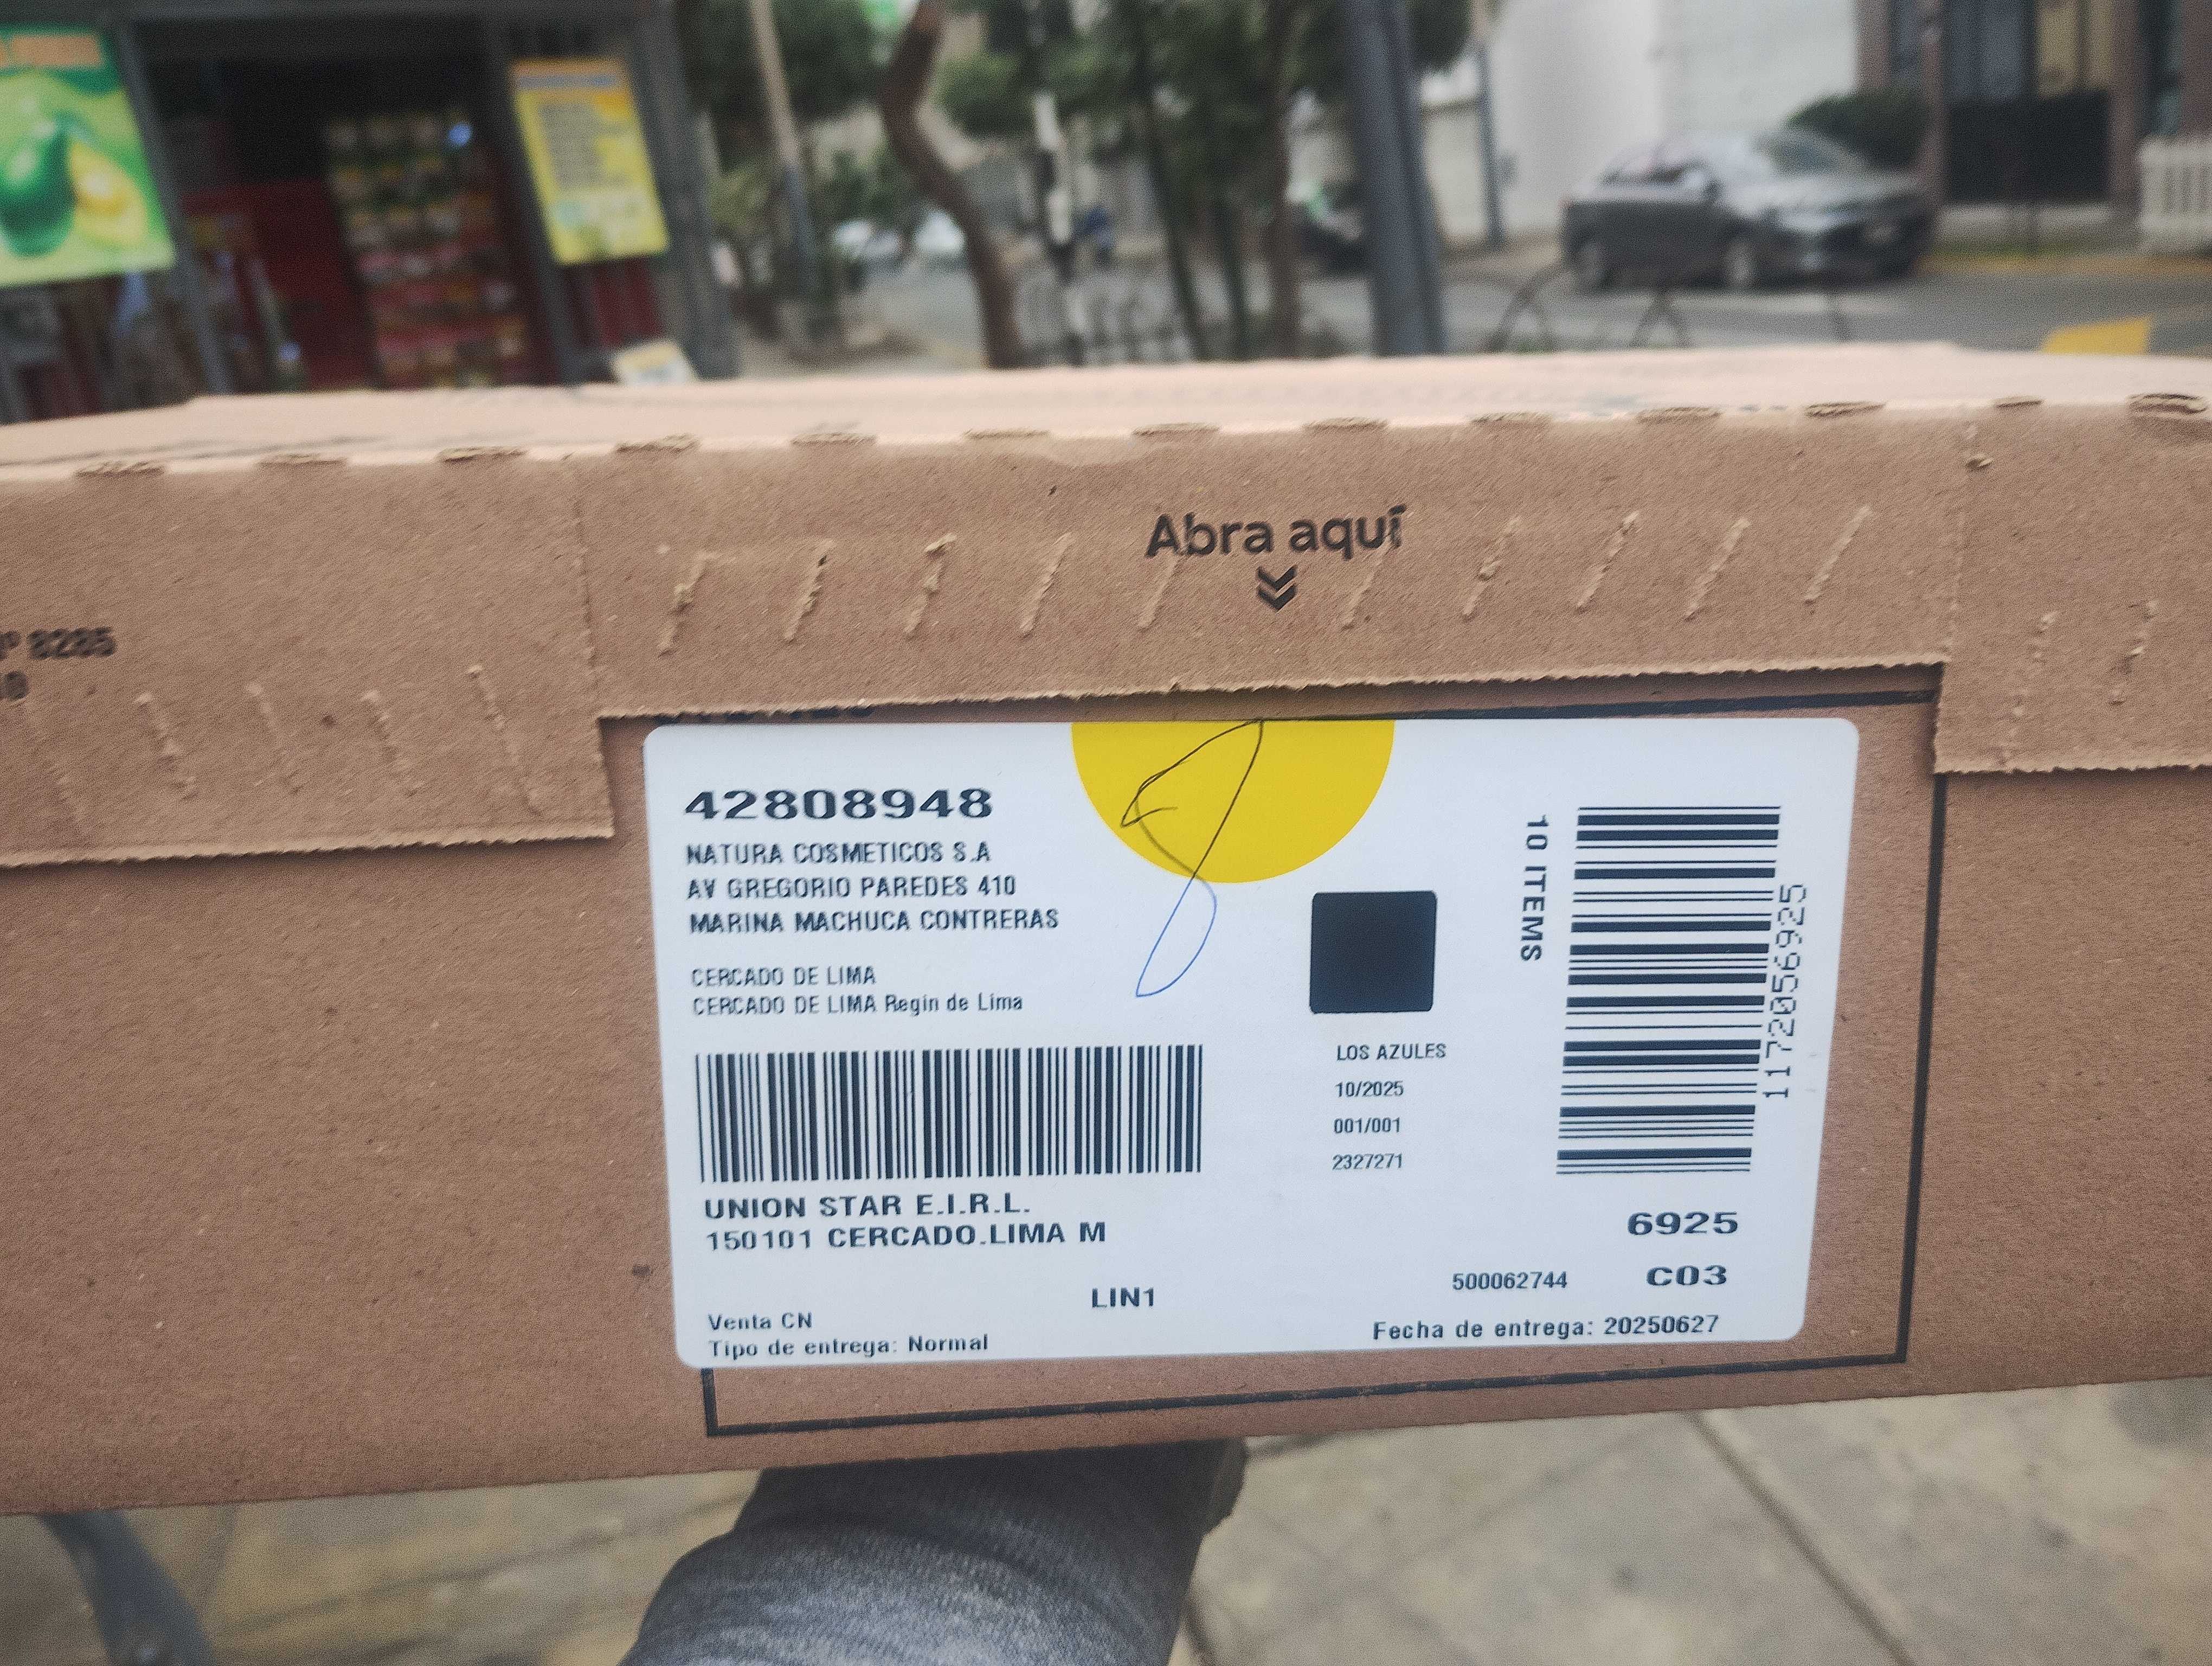 Abra aquí
8285
42808948
NATURA COSMETICOS S.A
AV GREGORIO PAREDES 410
MARINA MACHUCA CONTRERAS
CERCADO DE LIMA
CERCADO DE LIMA Regin de Lima
UNION STAR E.I.R.L.
150101 CERCADO.LIMA M
LIN1
Venta CN
Tipo de entrega: Normal
LOS AZULES
10/2025
001/001
2327271
10 ITEMS
1172056925
6925
500062744 C03
Fecha de entrega: 20250627